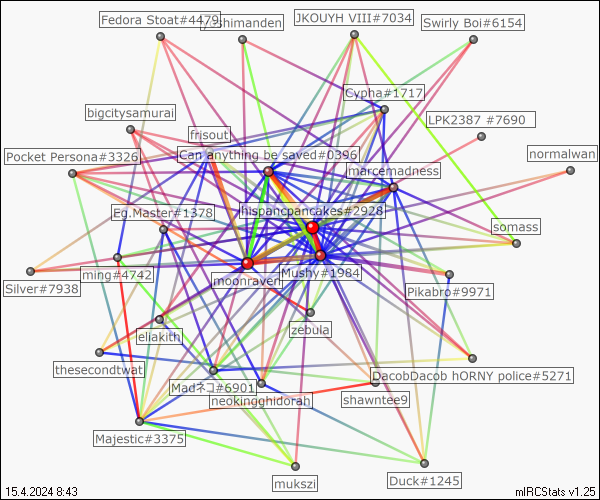 Fedora Stoat#4479
shimanden
JKOUYH VIII#7034
Swirly Boi#6154
Cypha#1717
bigcitysamurai
LPK2387 #7690
frisout
Pocket Persona#3326
Can anything be saved#0396
normalwan
marcemadness
Eg.Master#1378
hispancpancakes#2928
somass
ming#4742
Mushy#1984
Silver#7938
moonraven
Pikabro#9971
zebula
eliakith
thesecondtwat
DacobDacob hORNY police#5271
Madネコ#6901
neokingghidorah
shawntee9
Majestic#3375
mukszi
Duck#1245
15.4.2024 8:43
mIRCStats v1.25